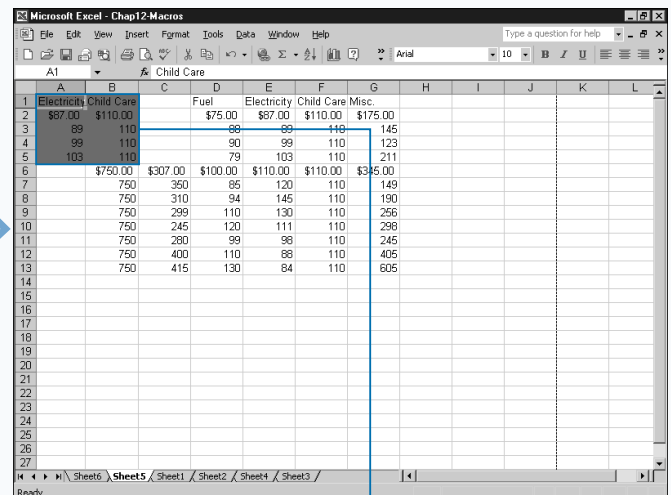 Microsoft Excel - Chap12-Macros
File Edit View Insert Format Tools Data Window Help Type a question for help
Arial 10 B I U
A1 fx Child Care
A B C D E F G H I J K L
1 Electricity Child Care Fuel Electricity Child Care Misc.
2 $87.00 $110.00 $75.00 $87.00 $110.00 $175.00
3 89 110 88 89 110 145
4 99 110 90 99 110 123
5 103 110 79 103 110 211
6 $750.00 $307.00 $100.00 $110.00 $110.00 $345.00
7 750 350 85 120 110 149
8 750 310 94 145 110 190
9 750 299 110 130 110 256
10 750 245 120 111 110 298
11 750 280 99 98 110 245
12 750 400 110 88 110 405
13 750 415 130 84 110 605
14
15
16
17
18
19
20
21
22
23
24
25
26
27
Sheet6 Sheet5 Sheet1 Sheet2 Sheet4 Sheet3
Ready